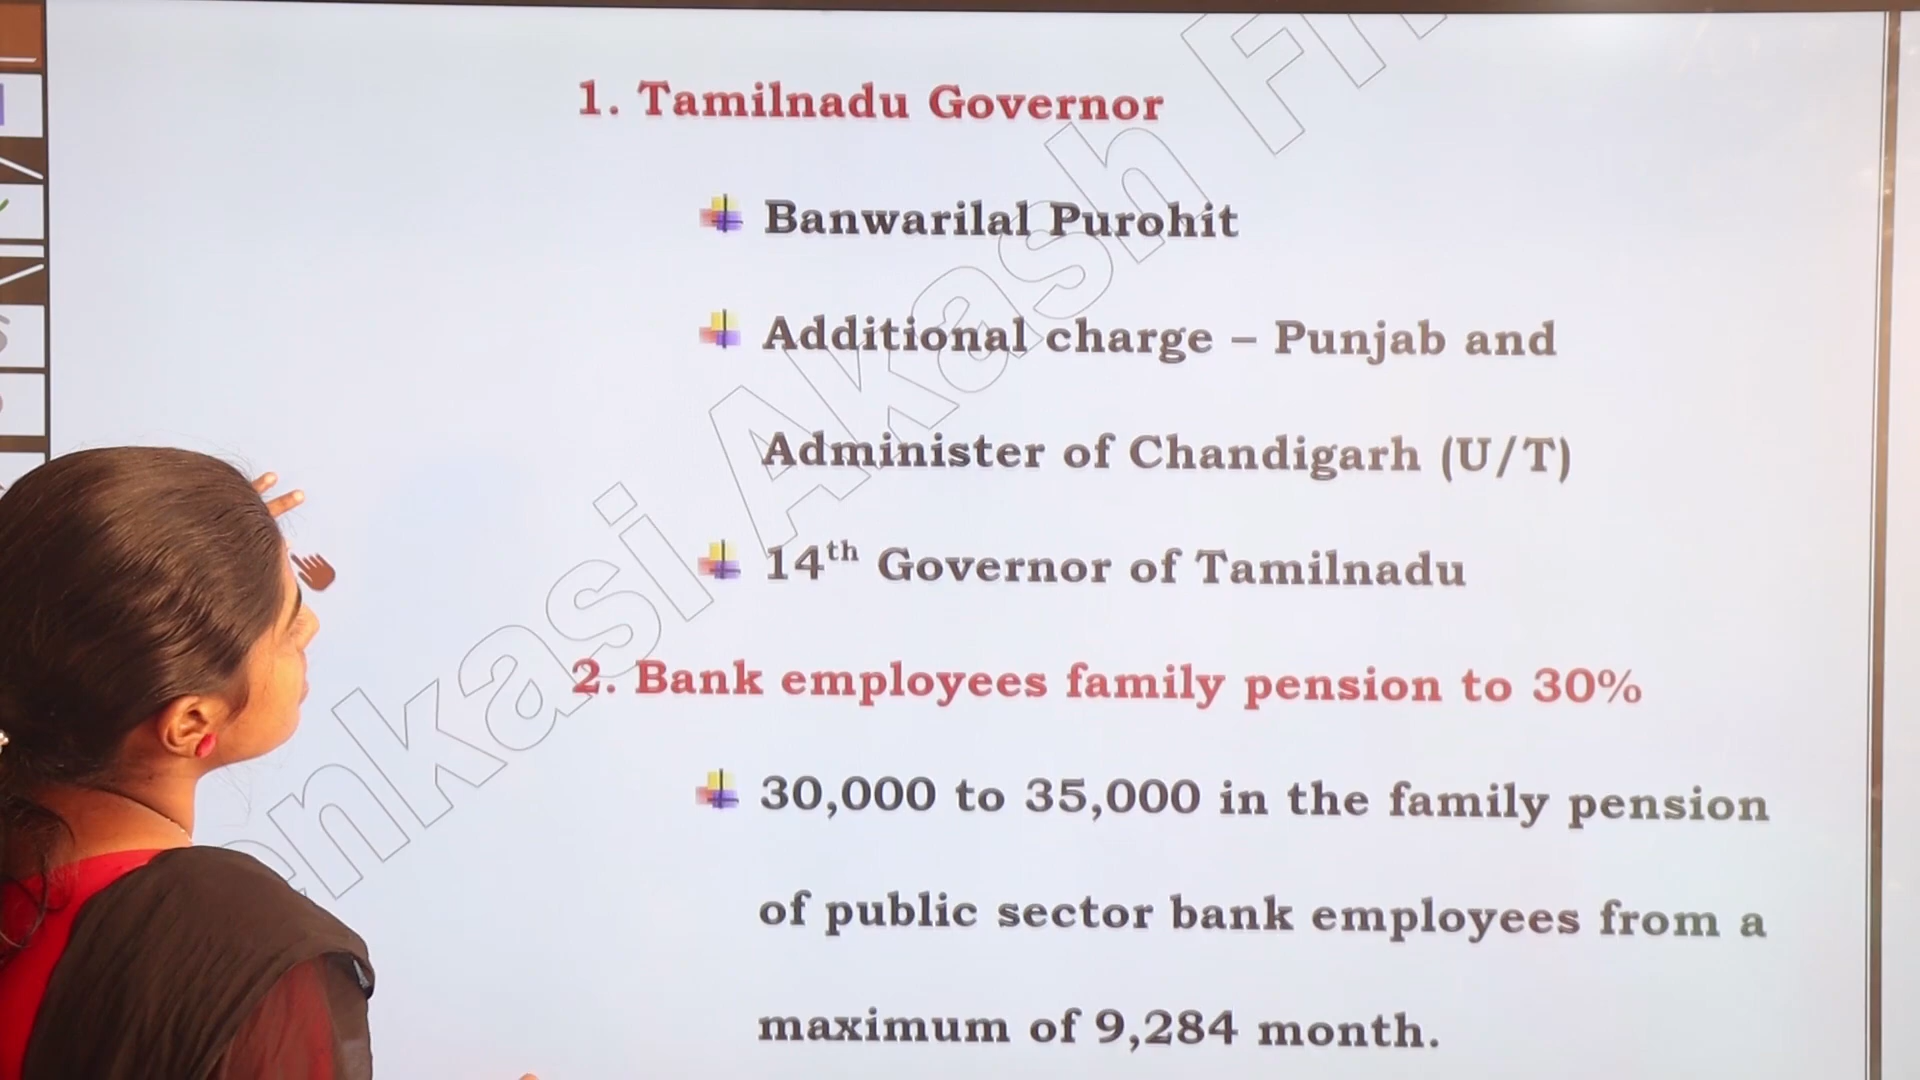 1. Tamilnadu Governor
Banwarilal Purohit
Additional charge – Punjab and
Administer of Chandigarh (U/T)
14th Governor of Tamilnadu
2. Bank employees family pension to 30%
30,000 to 35,000 in the family pension
of public sector bank employees from a
maximum of 9,284 month.
enkasi Akash